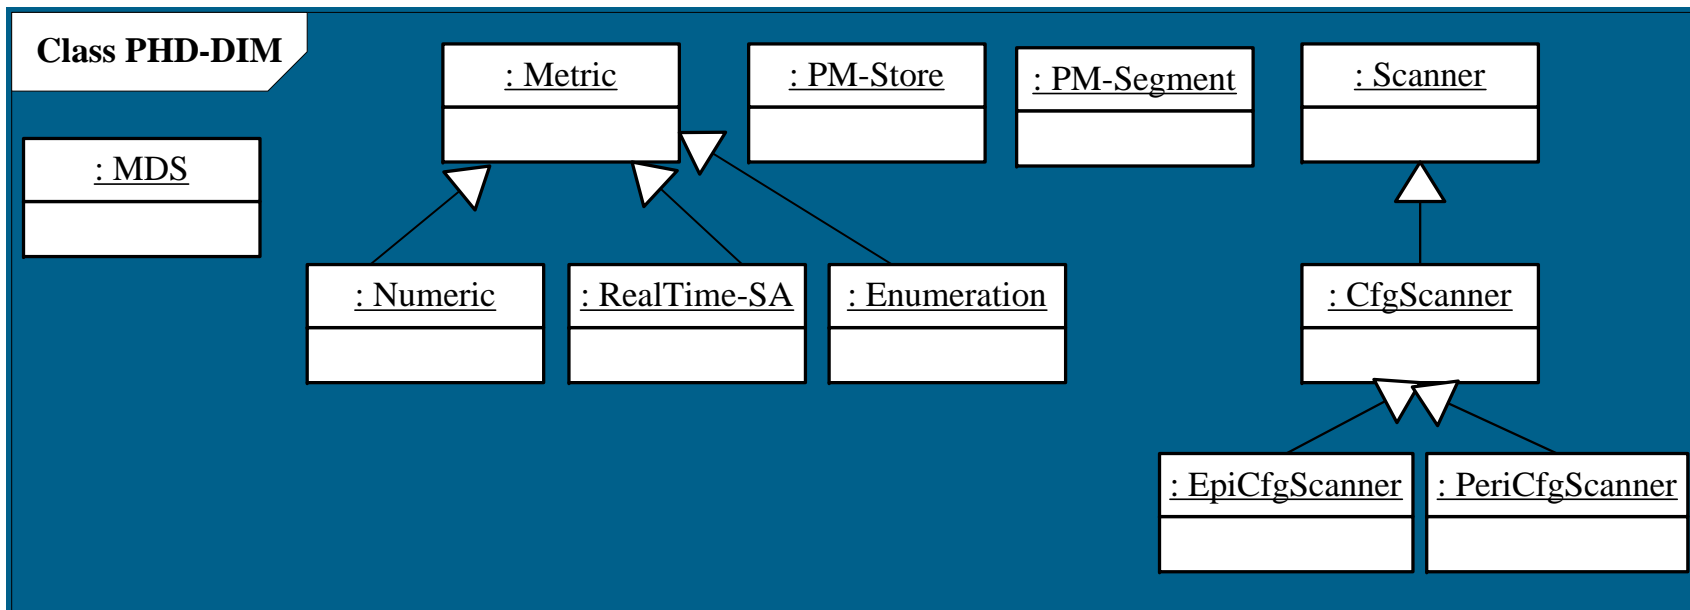 Class PHD-DIM
: Metric
: PM-Store
: PM-Segment
: Scanner
: MDS
: Numeric
: RealTime-SA
: Enumeration
: CfgScanner
: EpiCfgScanner
: PeriCfgScanner